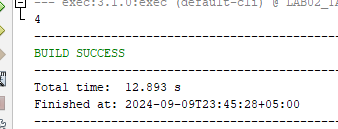 --- exec:3.1.0:exec (default-cli) @ LAB02_
4
------------------------------------------------
BUILD SUCCESS
------------------------------------------------
Total time:  12.893 s
Finished at: 2024-09-09T23:45:28+05:00
------------------------------------------------